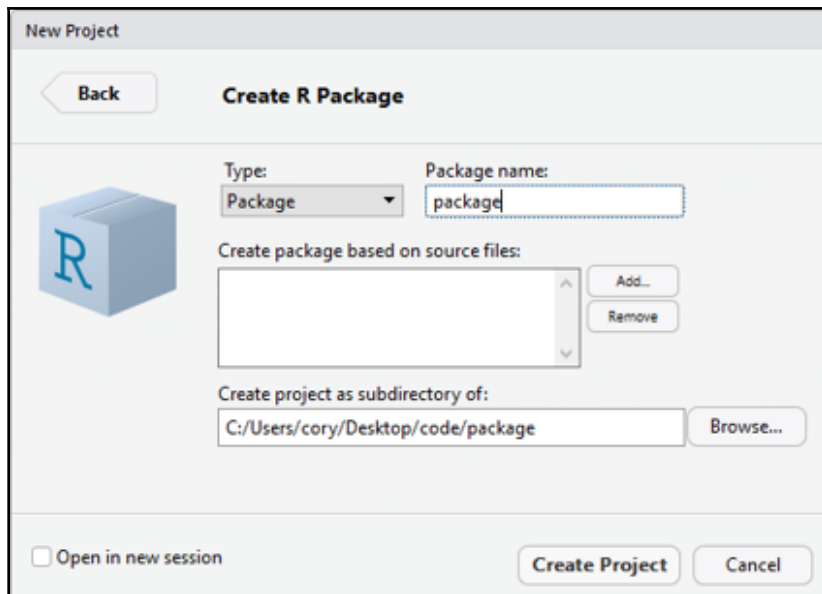 New Project
Back
Create R Package
Type:
Package name:
Package
package
R
Create package based on source files:
Add...
Remove
Create project as subdirectory of:
C:/Users/cory/Desktop/code/package
Browse...
Open in new session
Create Project
Cancel